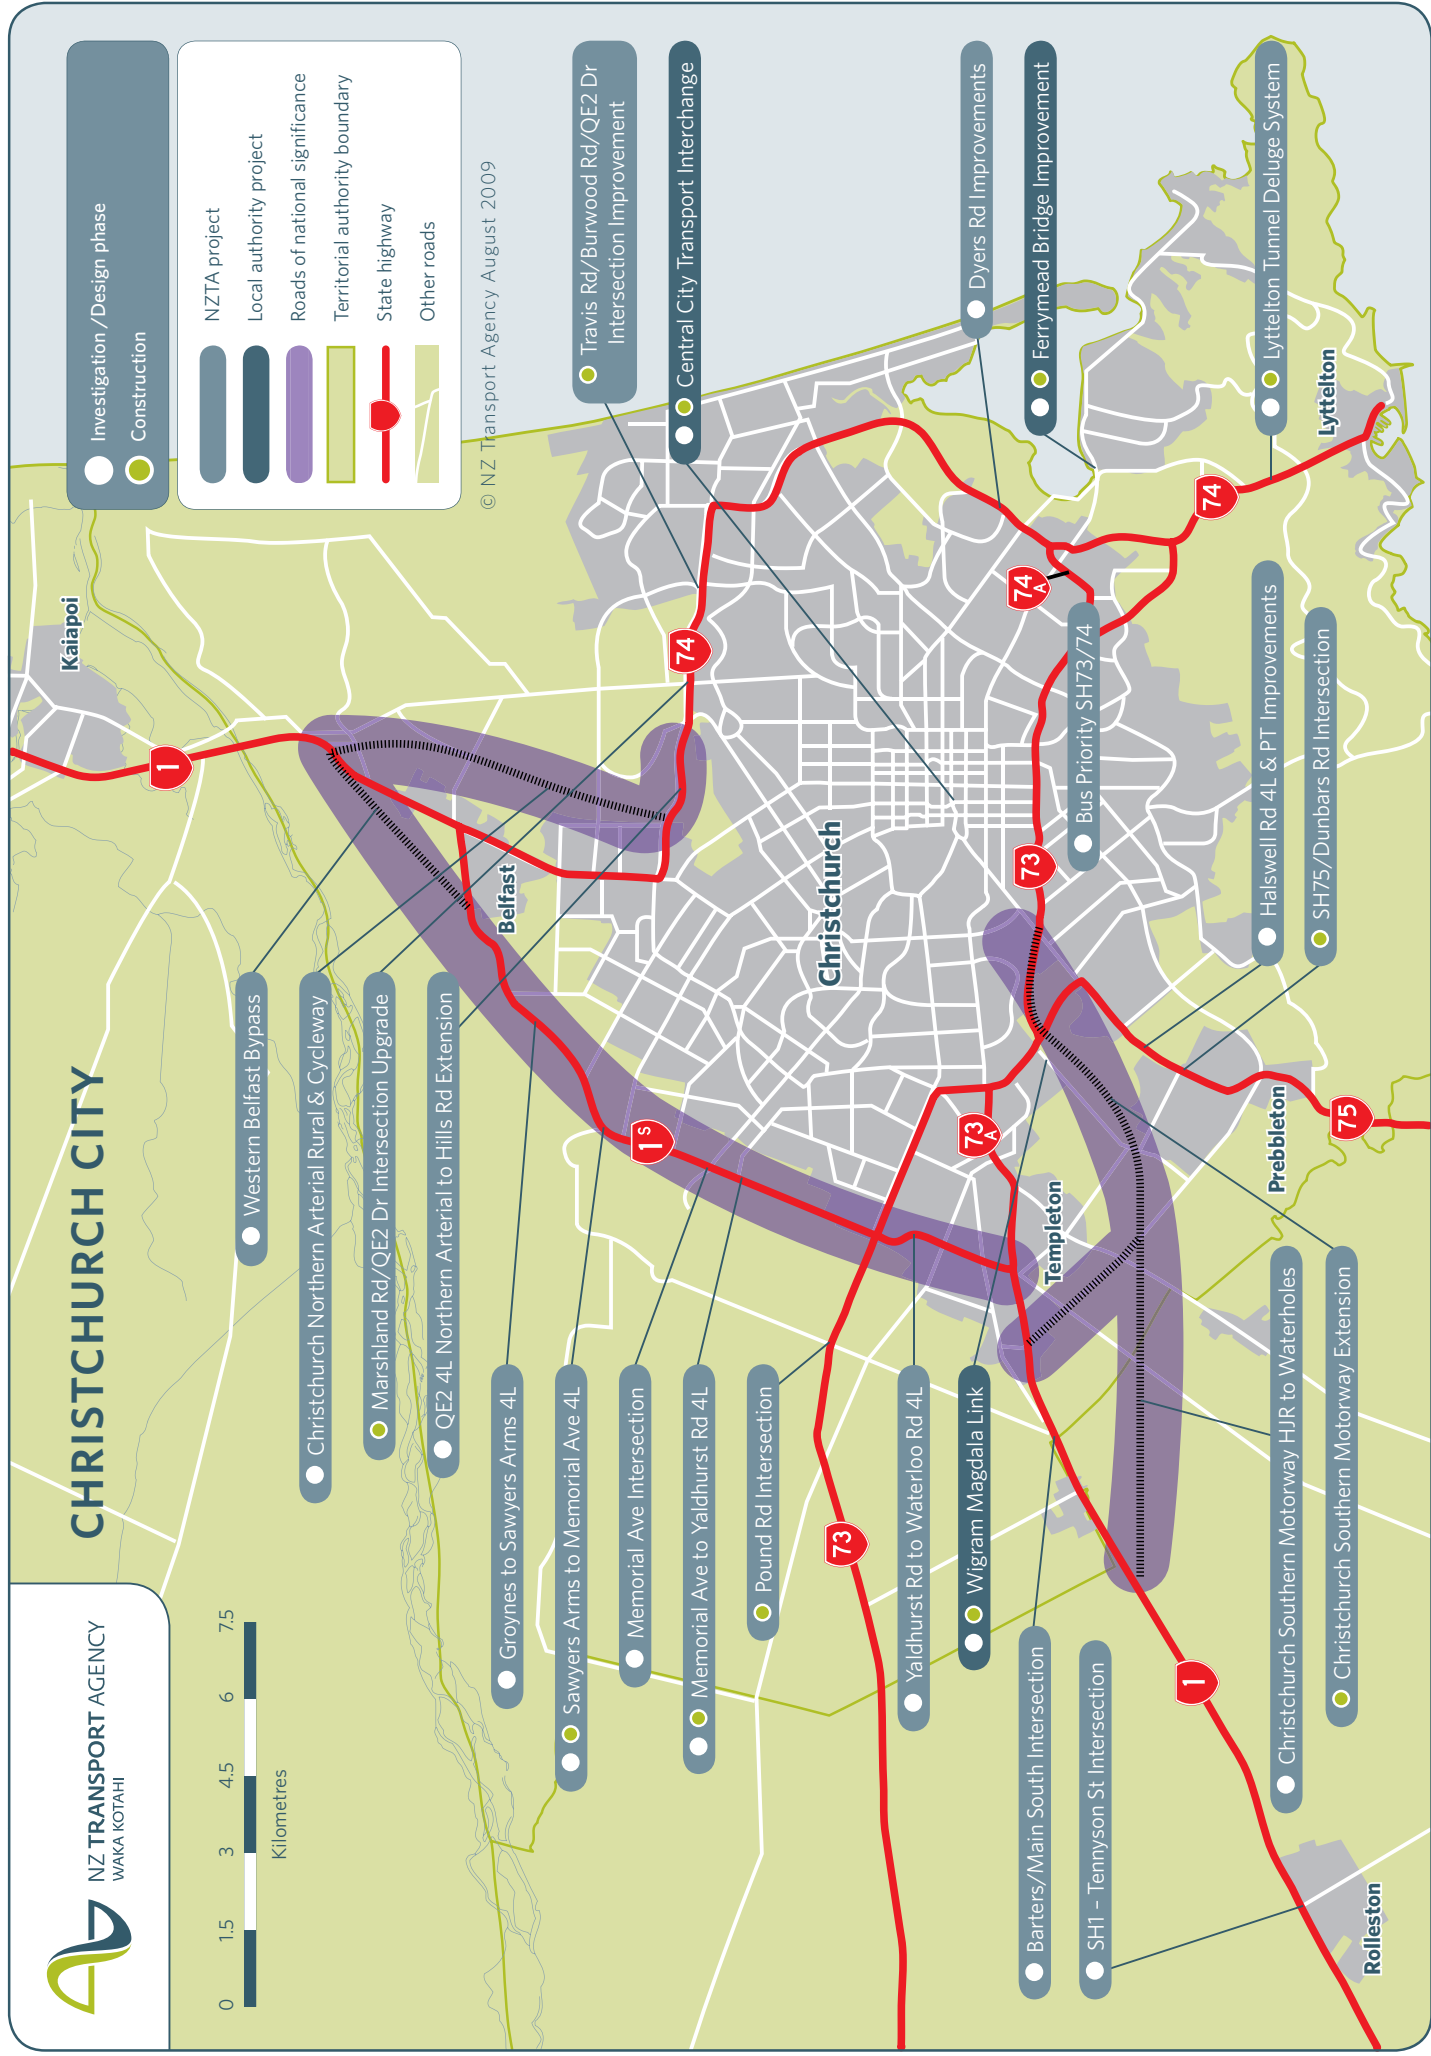 NZ TRANSPORT AGENCY
WAKA KOTAHI
CHRISTCHURCH CITY
0 1.5 3 4.5 6 7.5
Kilometres
Investigation /Design phase
Construction
NZTA project
Local authority project
Roads of national significance
Territorial authority boundary
State highway
Other roads
© NZ Transport Agency August 2009
Kaiapoi
1
Western Belfast Bypass
Christchurch Northern Arterial Rural & Cycleway
Marshland Rd/QE2 Dr Intersection Upgrade
QE2 4L Northern Arterial to Hills Rd Extension
Belfast
Groynes to Sawyers Arms 4L
Sawyers Arms to Memorial Ave 4L
Memorial Ave Intersection
Memorial Ave to Yaldhurst Rd 4L
Pound Rd Intersection
Yaldhurst Rd to Waterloo Rd 4L
Wigram Magdala Link
Barters/Main South Intersection
SH1 – Tennyson St Intersection
Travis Rd/Burwood Rd/QE2 Dr
Intersection Improvement
Central City Transport Interchange
Dyers Rd Improvements
Ferrymead Bridge Improvement
Lyttelton Tunnel Deluge System
74
1S
Christchurch
73
73A
73
74A
74
Lyttelton
Bus Priority SH73/74
Templeton
Halswell Rd 4L & PT Improvements
SH75/Dunbars Rd Intersection
Prebbleton
75
1
Christchurch Southern Motorway HJR to Waterholes
Christchurch Southern Motorway Extension
Rolleston